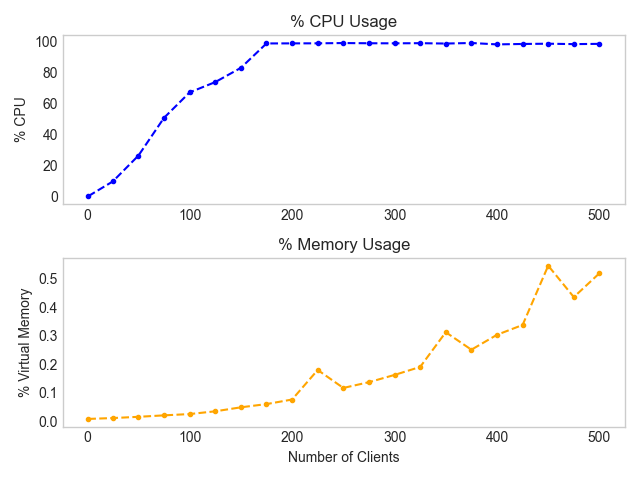 % CPU Usage
100
80
60
40
20
0
% CPU
0 100 200 300 400 500
% Memory Usage
0.5
0.4
0.3
0.2
0.1
0.0
% Virtual Memory
0 100 200 300 400 500
Number of Clients